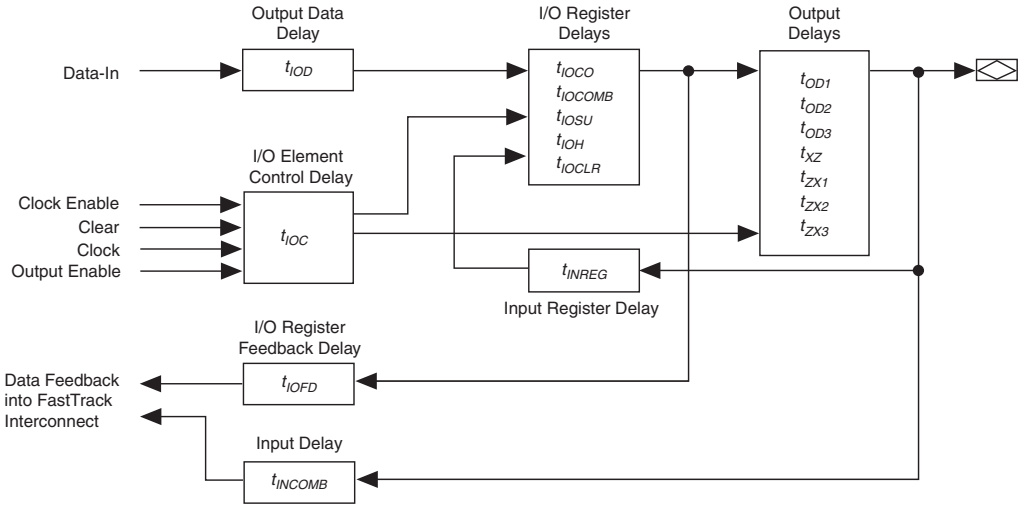 Output Data
Delay
I/O Register
Delays
Output
Delays
Data-In
tIOD
tIOCO
tIOCOMB
tIOSU
tIOH
tIOCLR
tOD1
tOD2
tOD3
tXZ
tZX1
tZX2
tZX3
I/O Element
Control Delay
Clock Enable
Clear
Clock
Output Enable
tIOC
tINREG
Input Register Delay
I/O Register
Feedback Delay
tIOFD
Data Feedback
into FastTrack
Interconnect
Input Delay
tINCOMB